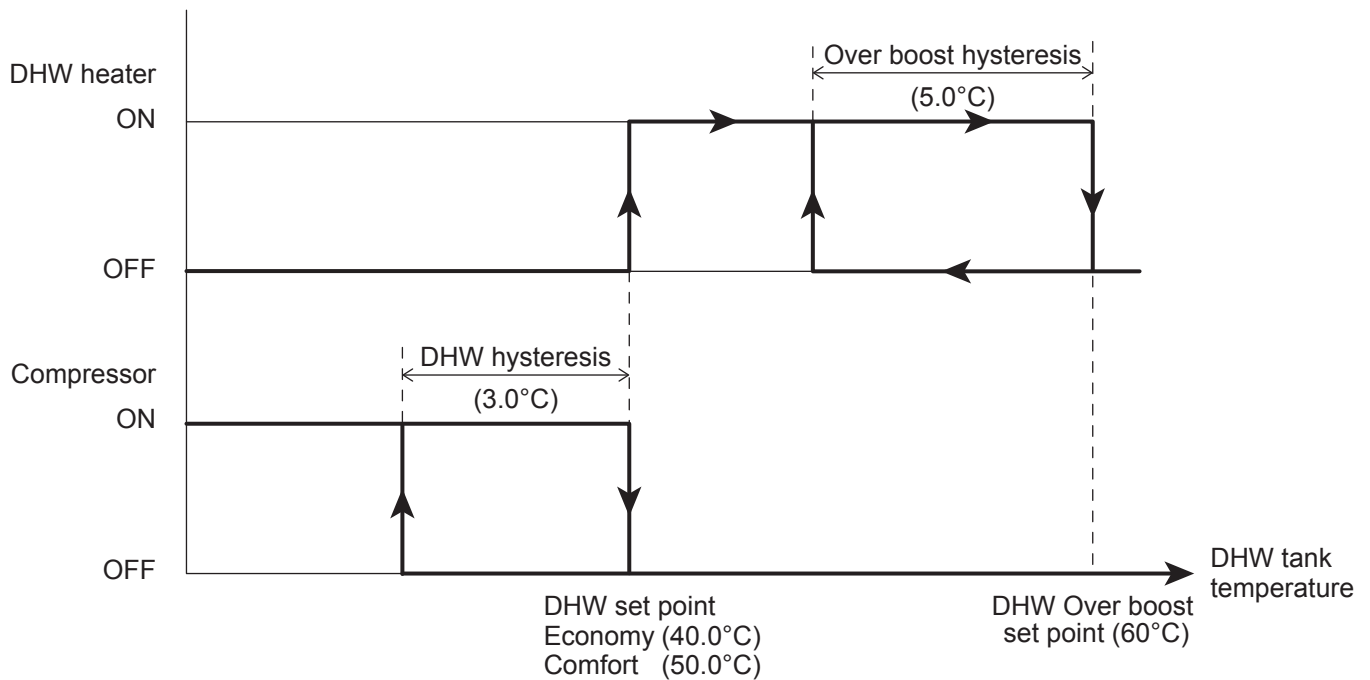 Over boost hysteresis
DHW heater
(5.0°C)
ON
OFF
DHW hysteresis
Compressor
(3.0°C)
ON
OFF
DHW tank
temperature
DHW set point
Economy (40.0°C)
Comfort (50.0°C)
DHW Over boost
set point (60°C)